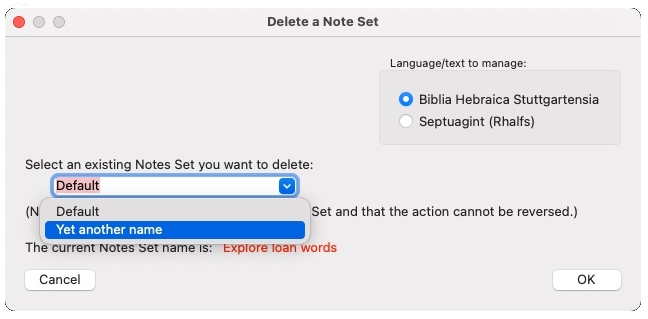 Delete a Note Set
Language/text to manage:
Biblia Hebraica Stuttgartensia
Septuagint (Rhalfs)
Select an existing Notes Set you want to delete:
Default
Default
Yet another name
(N Set and that the action cannot be reversed.)
The current Notes Set name is: Explore loan words
Cancel
OK